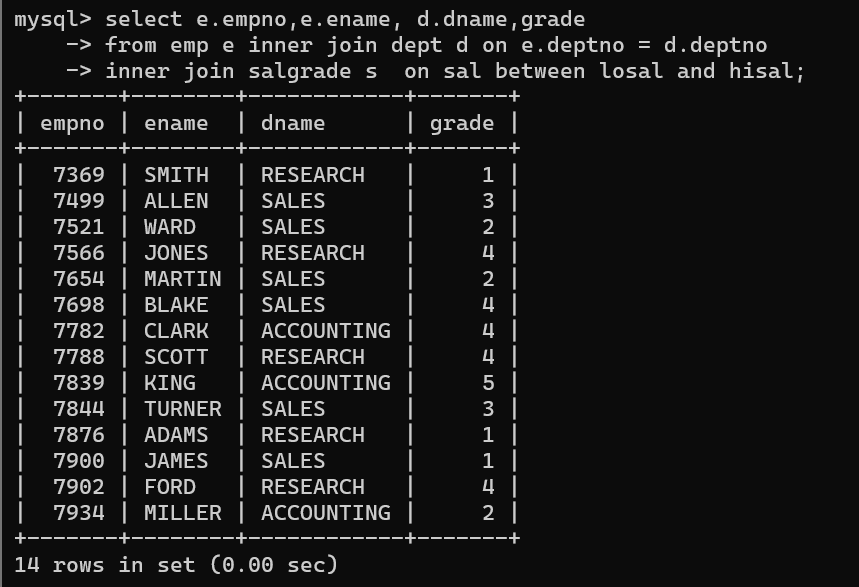 mysql> select e.empno,e.ename, d.dname,grade
    -> from emp e inner join dept d on e.deptno = d.deptno
    -> inner join salgrade s  on sal between losal and hisal;
+-------+--------+------------+-------+
| empno | ename  | dname      | grade |
+-------+--------+------------+-------+
|  7369 | SMITH  | RESEARCH   |     1 |
|  7499 | ALLEN  | SALES      |     3 |
|  7521 | WARD   | SALES      |     2 |
|  7566 | JONES  | RESEARCH   |     4 |
|  7654 | MARTIN | SALES      |     2 |
|  7698 | BLAKE  | SALES      |     4 |
|  7782 | CLARK  | ACCOUNTING |     4 |
|  7788 | SCOTT  | RESEARCH   |     4 |
|  7839 | KING   | ACCOUNTING |     5 |
|  7844 | TURNER | SALES      |     3 |
|  7876 | ADAMS  | RESEARCH   |     1 |
|  7900 | JAMES  | SALES      |     1 |
|  7902 | FORD   | RESEARCH   |     4 |
|  7934 | MILLER | ACCOUNTING |     2 |
+-------+--------+------------+-------+
14 rows in set (0.00 sec)